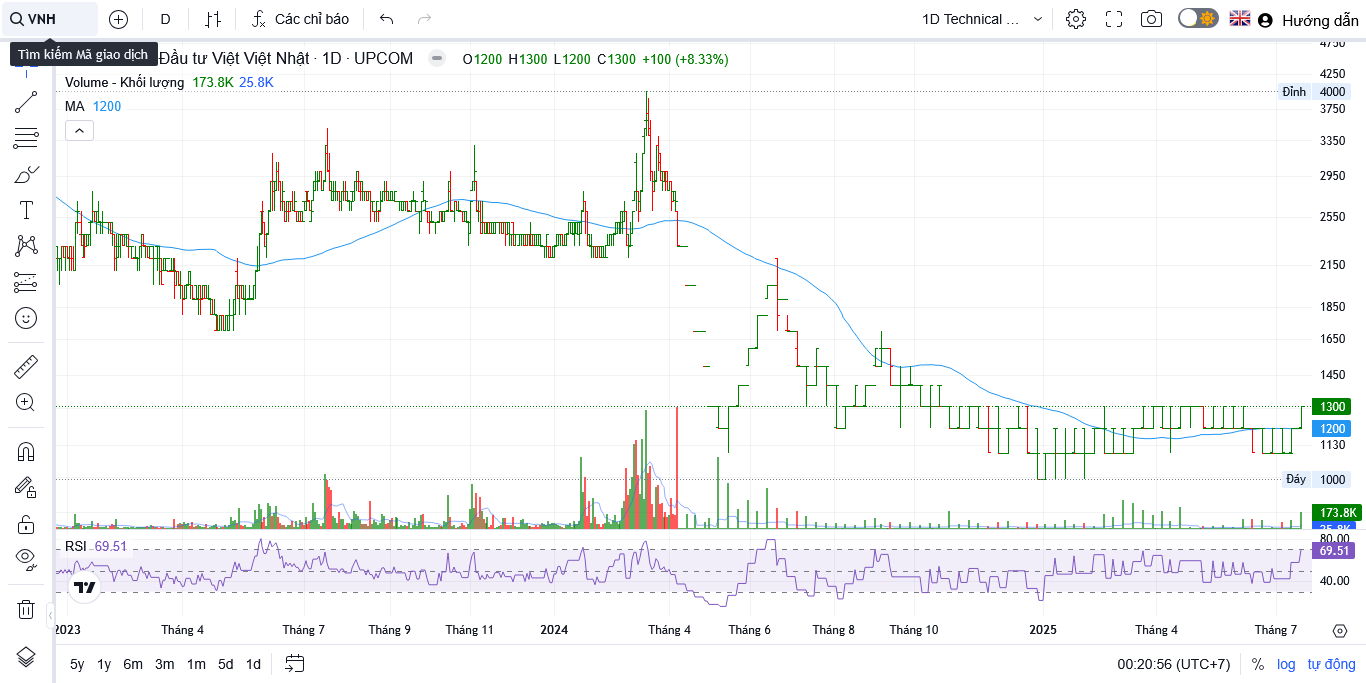 VNH
D
Các chỉ báo
1D Technical ...
Hướng dẫn
Tìm kiếm Mã giao dịch
Đầu tư Việt Việt Nhật · 1D · UPCOM
O1200 H1300 L1200 C1300 +100 (+8.33%)
Volume - Khối lượng 173.8K 25.8K
MA 1200
4750
4250
Đỉnh 4000
3750
3350
2950
2550
2150
1850
1650
1450
1300
1200
1130
Đáy 1000
173.8K
25.8K
RSI 69.51
80.00
69.51
40.00
2023 Tháng 4 Tháng 7 Tháng 9 Tháng 11 2024 Tháng 4 Tháng 6 Tháng 8 Tháng 10 2025 Tháng 4 Tháng 7
5y 1y 6m 3m 1m 5d 1d
00:20:56 (UTC+7) % log tự động